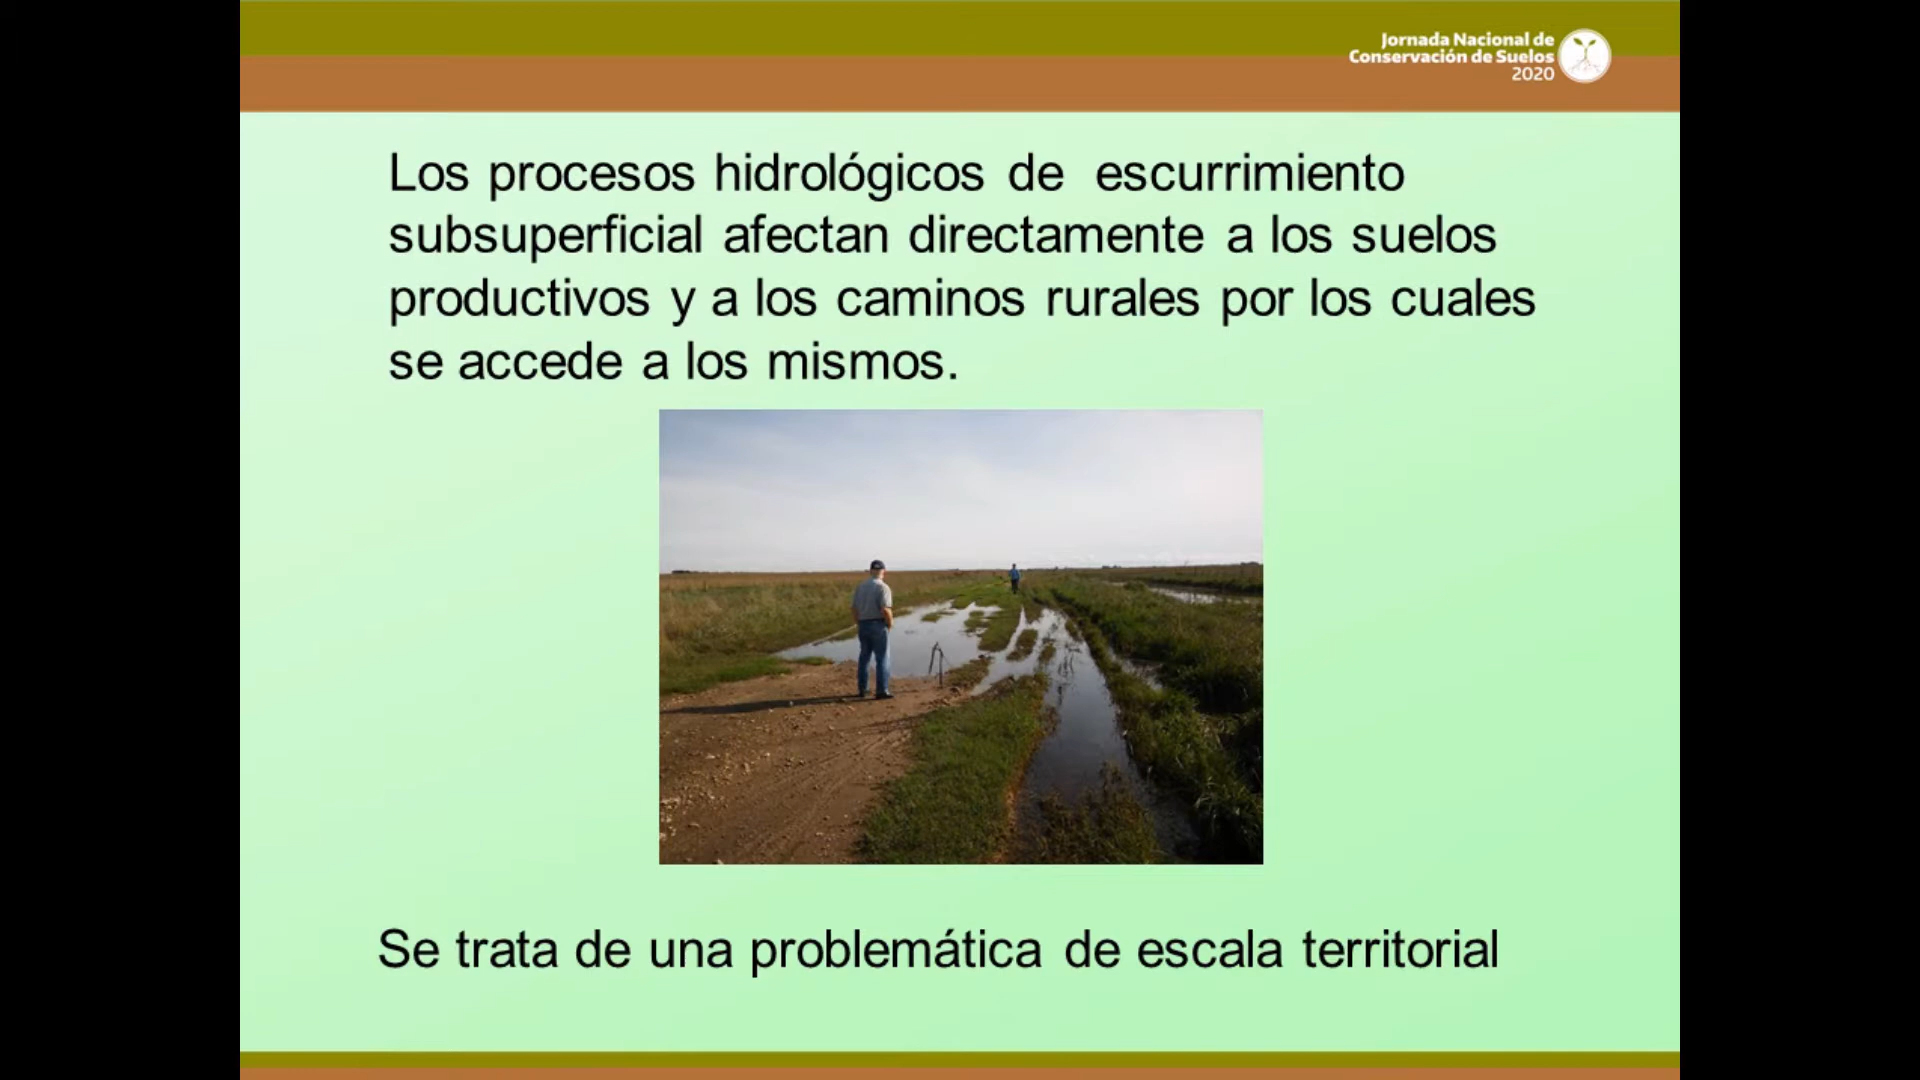 Jornada Nacional de
Conservación de Suelos
2020
Los procesos hidrológicos de escurrimiento
subsuperficial afectan directamente a los suelos
productivos y a los caminos rurales por los cuales
se accede a los mismos.
Se trata de una problemática de escala territorial